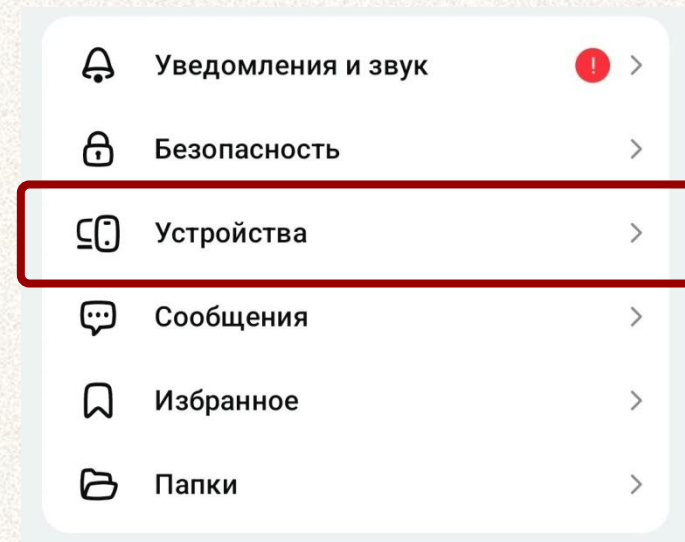 Уведомления и звук
!
Безопасность
Устройства
Сообщения
Избранное
Папки